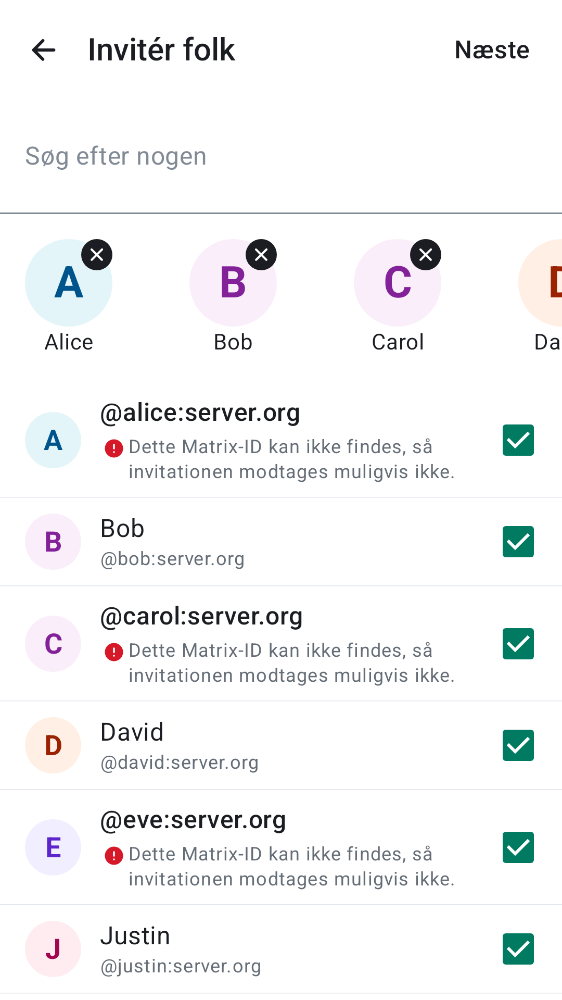 Invitér folk
Næste
Søg efter nogen
A
B
C
Alice
Bob
Carol
A
@alice:server.org
Dette Matrix-ID kan ikke findes, så
invitationen modtages muligvis ikke.
B
Bob
@bob:server.org
C
@carol:server.org
Dette Matrix-ID kan ikke findes, så
invitationen modtages muligvis ikke.
D
David
@david:server.org
E
@eve:server.org
Dette Matrix-ID kan ikke findes, så
invitationen modtages muligvis ikke.
J
Justin
@justin:server.org